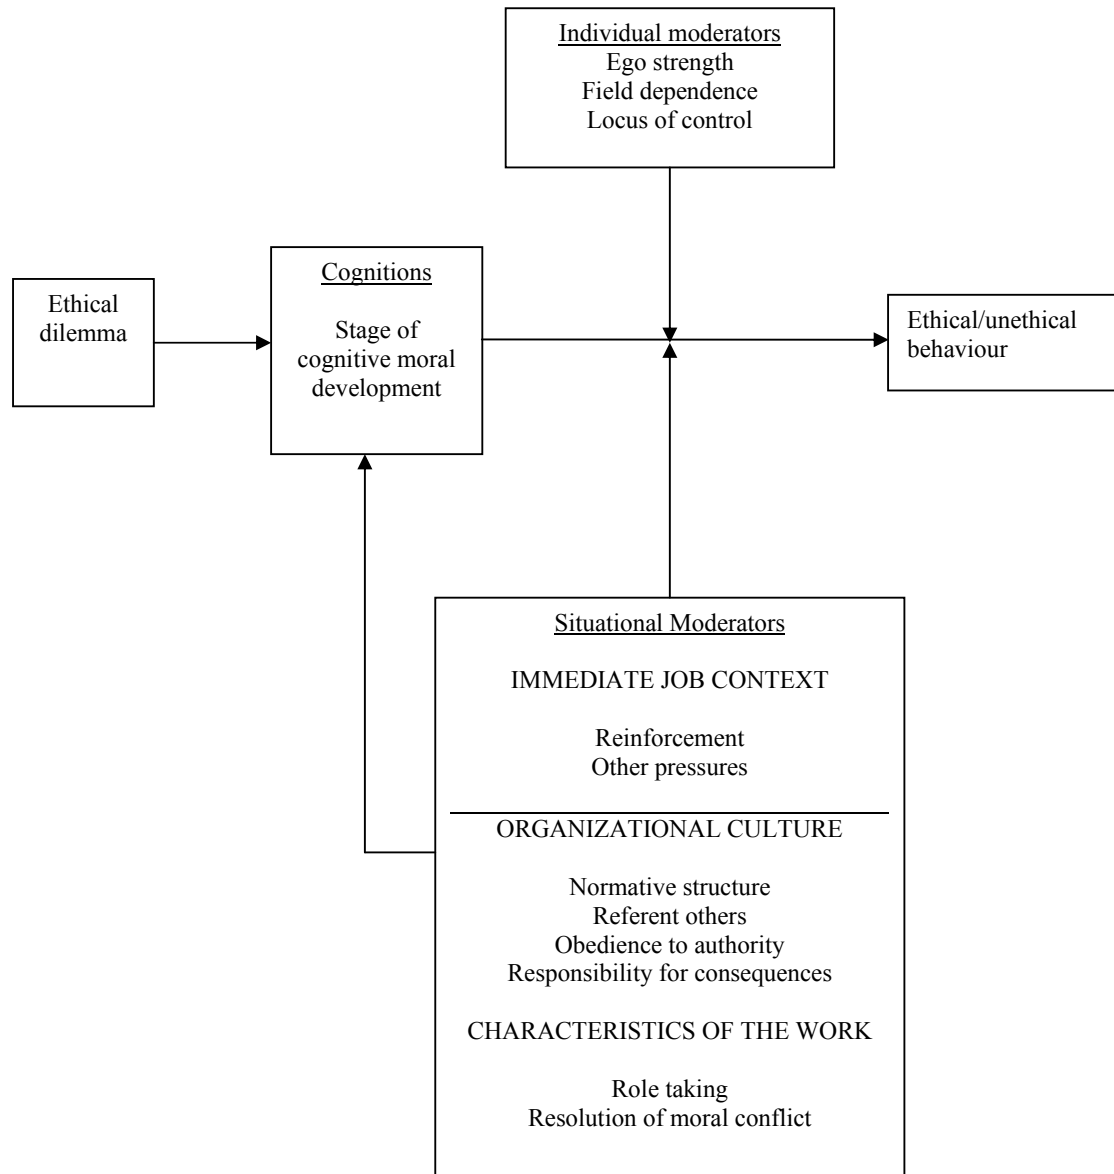 Individual moderators
Ego strength
Field dependence
Locus of control
Ethical
dilemma
Cognitions
Stage of
cognitive moral
development
Ethical/unethical
behaviour
Situational Moderators
IMMEDIATE JOB CONTEXT
Reinforcement
Other pressures
ORGANIZATIONAL CULTURE
Normative structure
Referent others
Obedience to authority
Responsibility for consequences
CHARACTERISTICS OF THE WORK
Role taking
Resolution of moral conflict